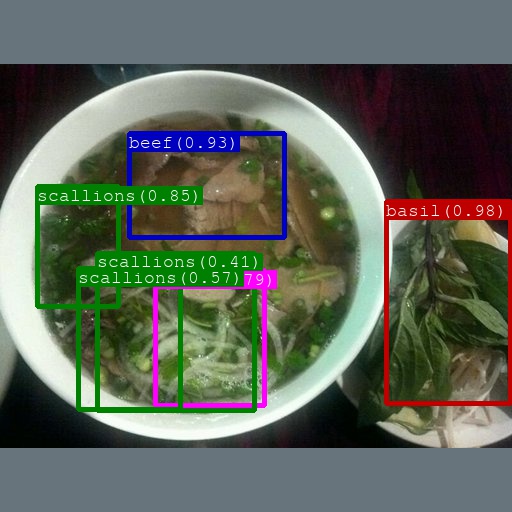 beef(0.93)
scallions(0.85)
basil(0.98)
scallions(0.41)
scallions(0.57)
79)